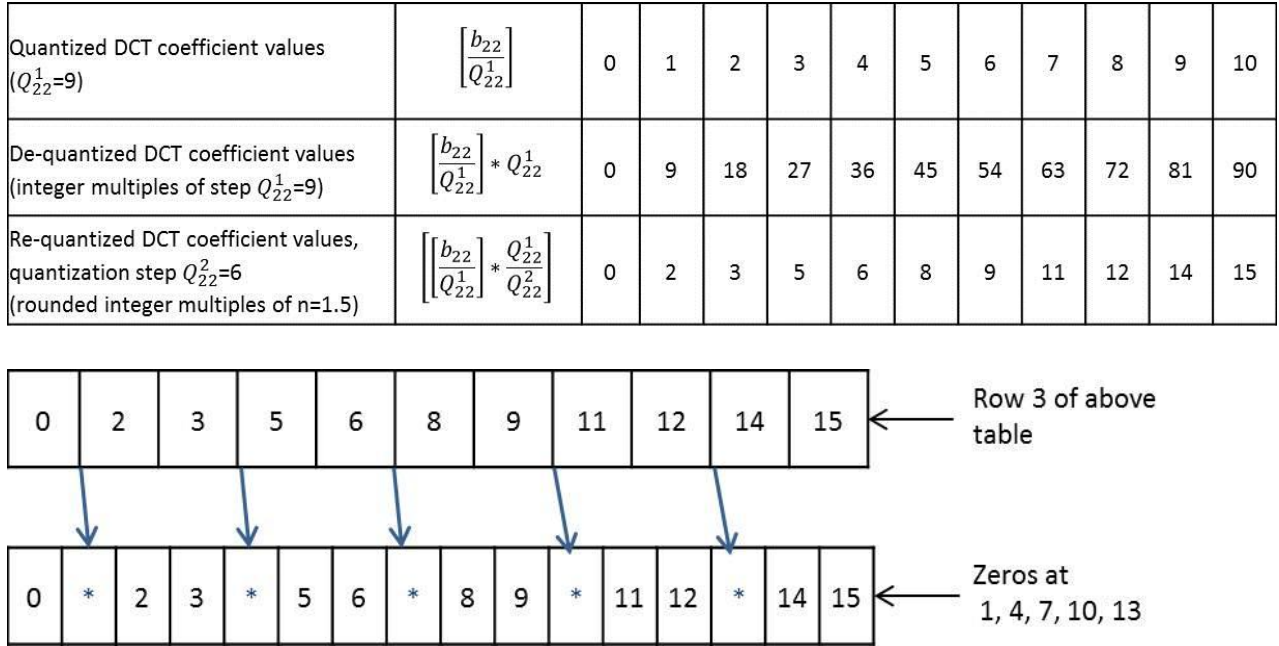 Quantized DCT coefficient values
(Q¹₂₂=9)
[b₂₂/Q¹₂₂]
0 1 2 3 4 5 6 7 8 9 10
De-quantized DCT coefficient values
(integer multiples of step Q¹₂₂=9)
[b₂₂/Q¹₂₂] * Q¹₂₂
0 9 18 27 36 45 54 63 72 81 90
Re-quantized DCT coefficient values,
quantization step Q²₂₂=6
(rounded integer multiples of n=1.5)
[[b₂₂/Q¹₂₂] * Q¹₂₂/Q²₂₂]
0 2 3 5 6 8 9 11 12 14 15
0 2 3 5 6 8 9 11 12 14 15
Row 3 of above
table
0 * 2 3 * 5 6 * 8 9 * 11 12 * 14 15
Zeros at
1, 4, 7, 10, 13